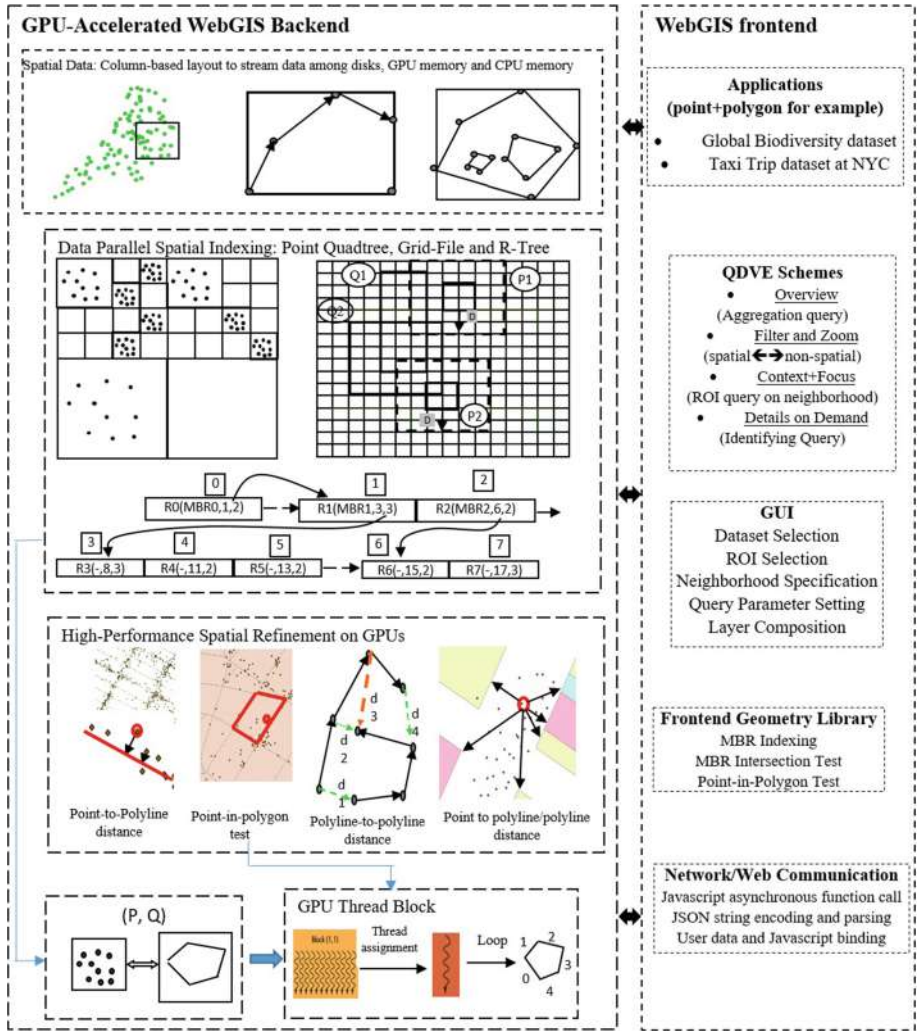 GPU-Accelerated WebGIS Backend
Spatial Data: Column-based layout to stream data among disks, GPU memory and CPU memory
Data Parallel Spatial Indexing: Point Quadtree, Grid-File and R-Tree
Q1
P1
Q2
D
P2
D
0
1
2
R0(MBR0,1,2)
R1(MBR1,3,3)
R2(MBR2,6,2)
3
4
5
6
7
R3(-,8,3)
R4(-,11,2)
R5(-,13,2)
R6(-,15,2)
R7(-,17,3)
High-Performance Spatial Refinement on GPUs
d
3
d
4
d
2
d
1
Point-to-Polyline
distance
Point-in-polygon
test
Polyline-to-polyline
distance
Point to polyline/polyline
distance
(P, Q)
GPU Thread Block
Block (1, 1)
Thread
assignment
Loop
1
2
3
0
4
WebGIS frontend
Applications
(point+polygon for example)
• Global Biodiversity dataset
• Taxi Trip dataset at NYC
QDVE Schemes
• Overview
(Aggregation query)
• Filter and Zoom
(spatial ←→ non-spatial)
• Context+Focus
(ROI query on neighborhood)
• Details on Demand
(Identifying Query)
GUI
Dataset Selection
ROI Selection
Neighborhood Specification
Query Parameter Setting
Layer Composition
Frontend Geometry Library
MBR Indexing
MBR Intersection Test
Point-in-Polygon Test
Network/Web Communication
Javascript asynchronous function call
JSON string encoding and parsing
User data and Javascript binding